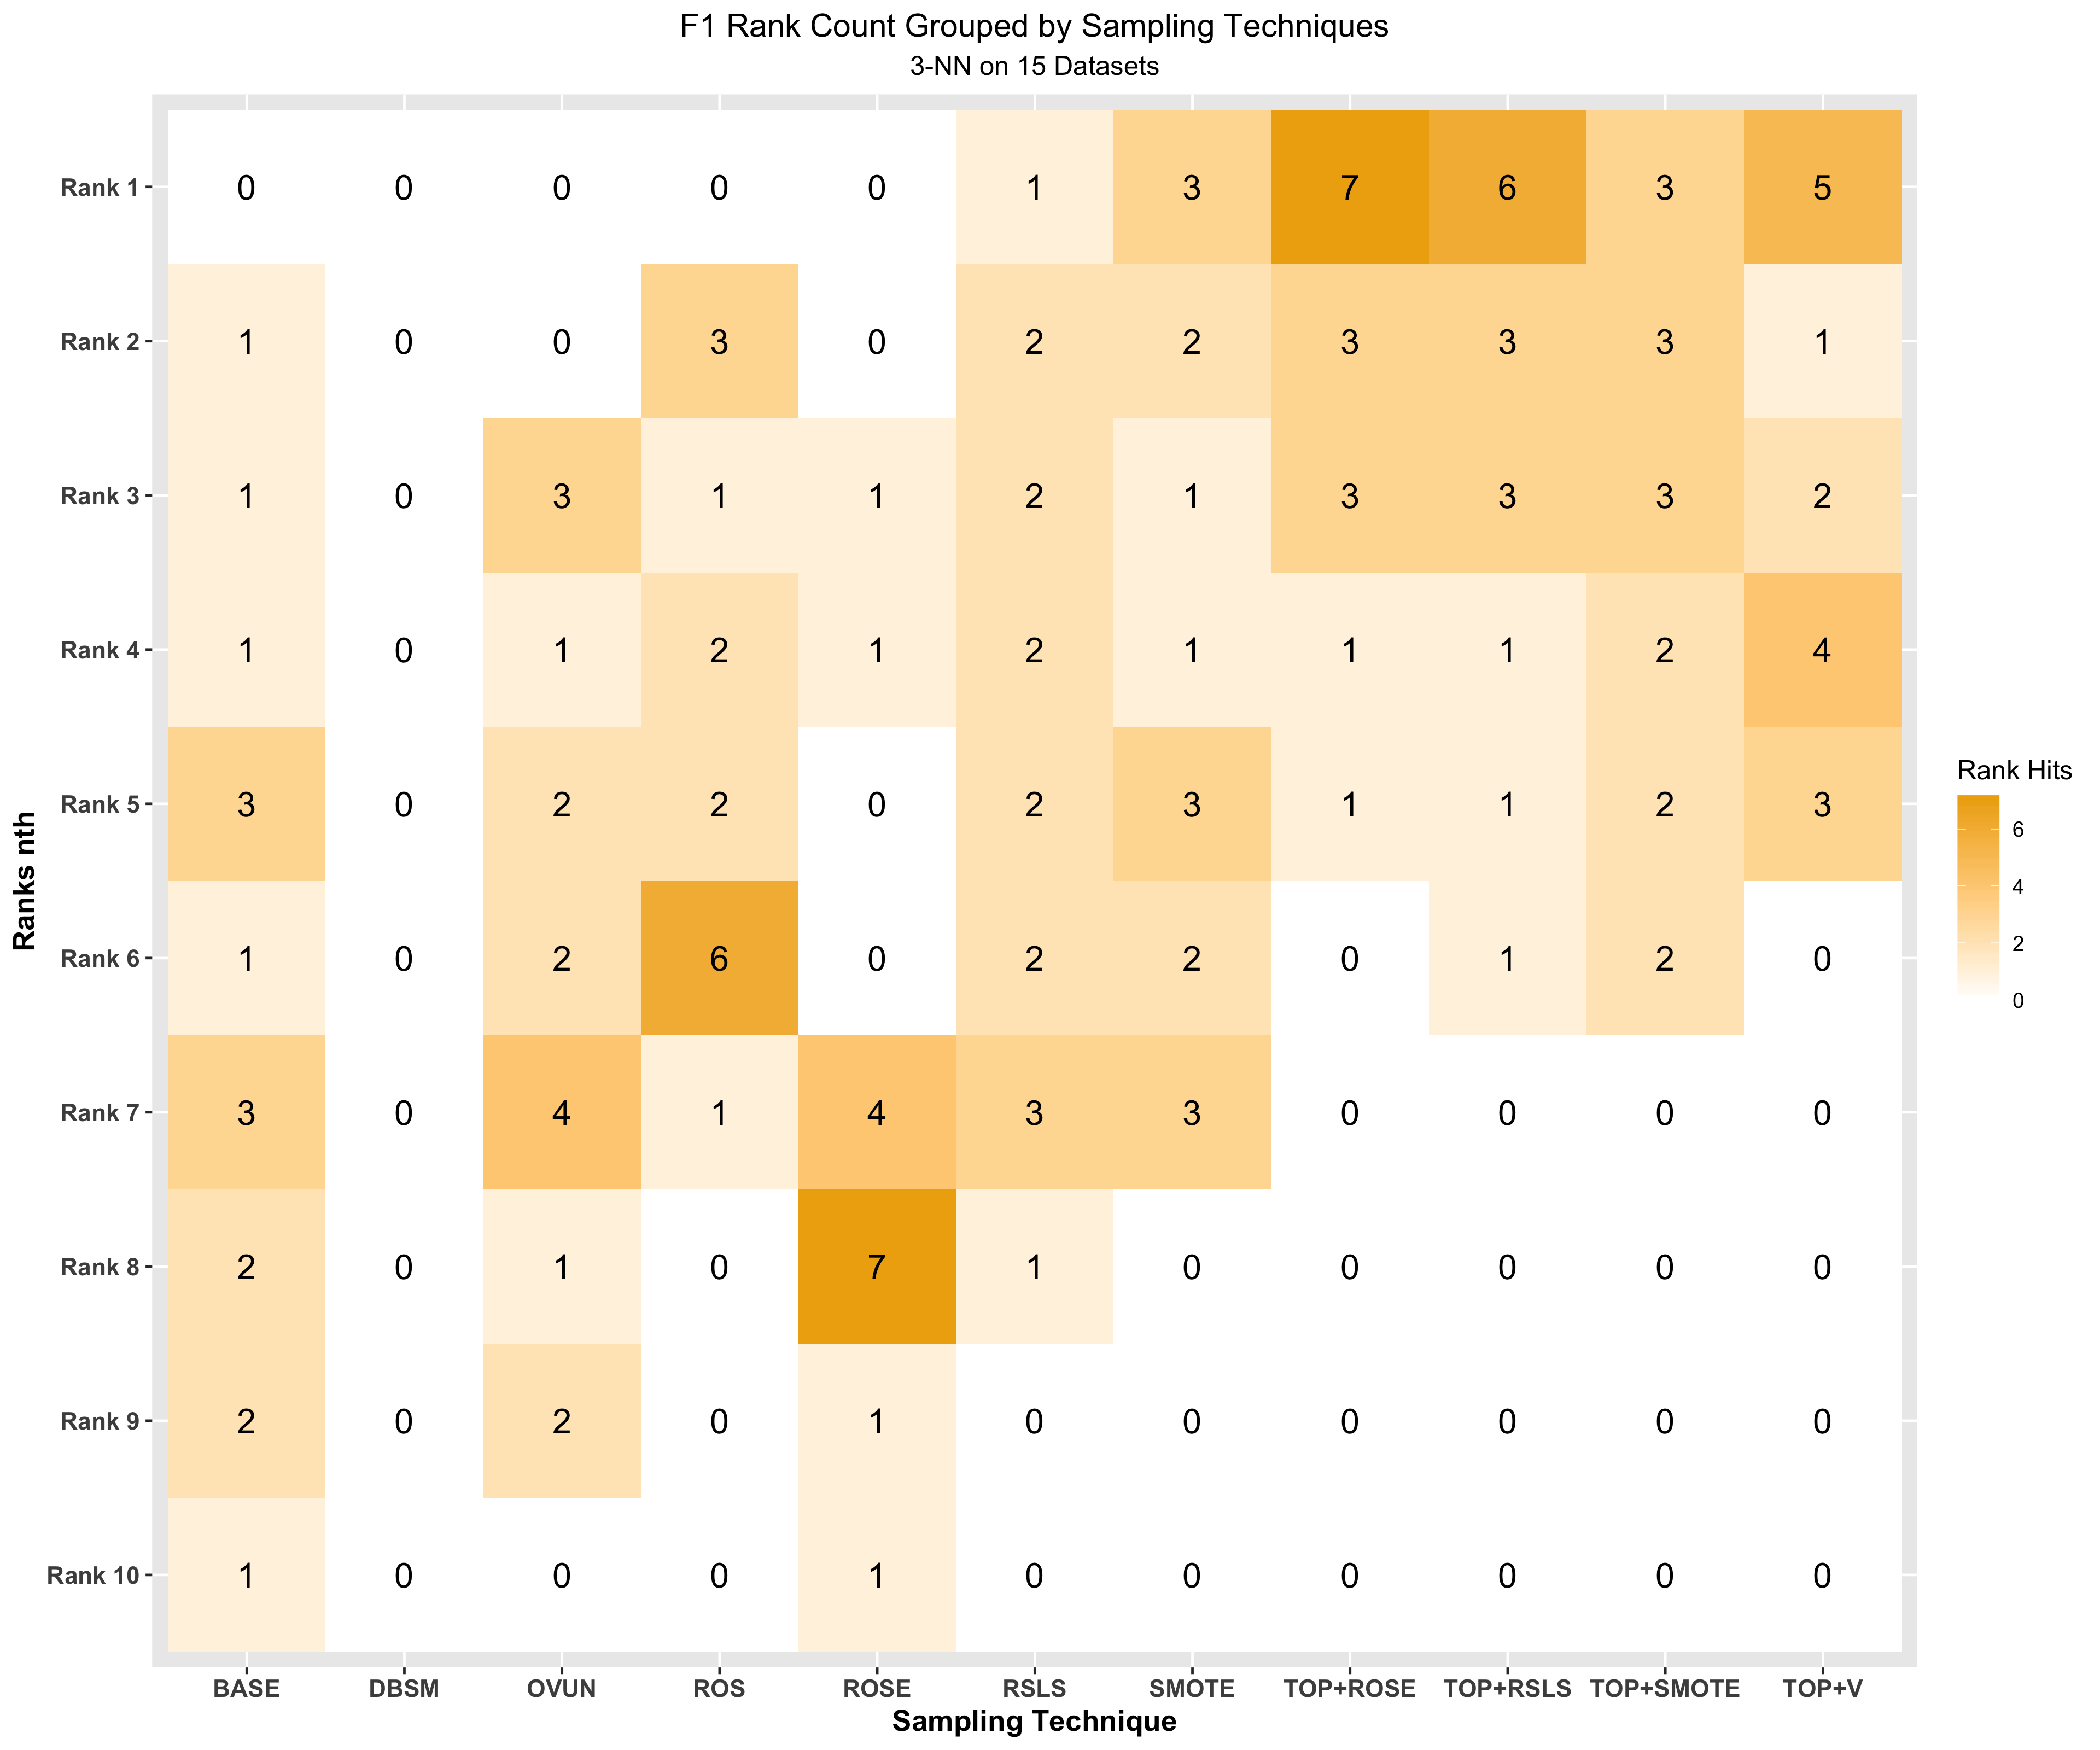 F1 Rank Count Grouped by Sampling Techniques
3-NN on 15 Datasets
Rank 1 0 0 0 0 0 1 3 7 6 3 5
Rank 2 1 0 0 3 0 2 2 3 3 3 1
Rank 3 1 0 3 1 1 2 1 3 3 3 2
Rank 4 1 0 1 2 1 2 1 1 1 2 4
Rank 5 3 0 2 2 0 2 3 1 1 2 3
Rank 6 1 0 2 6 0 2 2 0 1 2 0
Rank 7 3 0 4 1 4 3 3 0 0 0 0
Rank 8 2 0 1 0 7 1 0 0 0 0 0
Rank 9 2 0 2 0 1 0 0 0 0 0 0
Rank 10 1 0 0 0 1 0 0 0 0 0 0
BASE DBSM OVUN ROS ROSE RSLS SMOTE TOP+ROSE TOP+RSLS TOP+SMOTE TOP+V
Sampling Technique
Ranks nth
Rank Hits
6
4
2
0